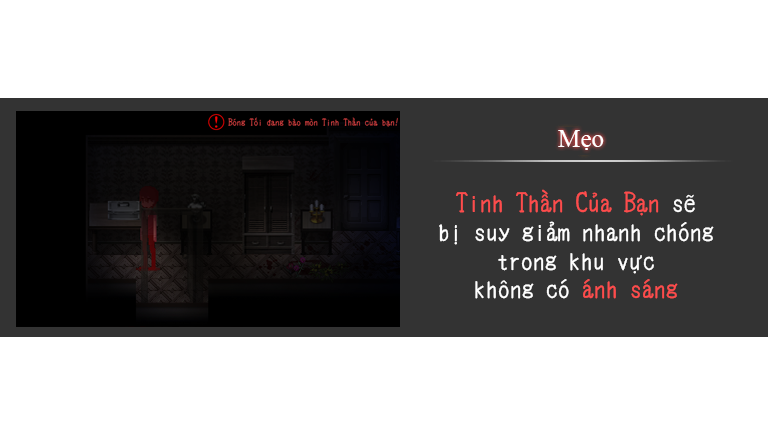 Bóng Tối đang bào mòn Tinh Thần của bạn!
Mẹo
Tinh Thần Của Bạn sẽ
bị suy giảm nhanh chóng
trong khu vực
không có ánh sáng